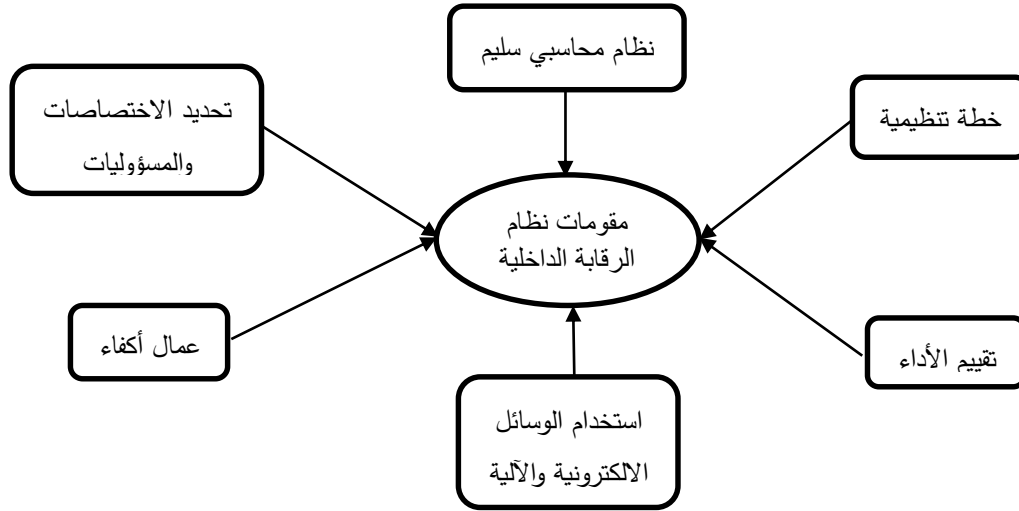 نظام محاسبي سليم
خطة تنظيمية
تحديد الاختصاصات
والمسؤوليات
مقومات نظام
الرقابة الداخلية
تقييم الأداء
عمال أكفاء
استخدام الوسائل
الالكترونية والآلية